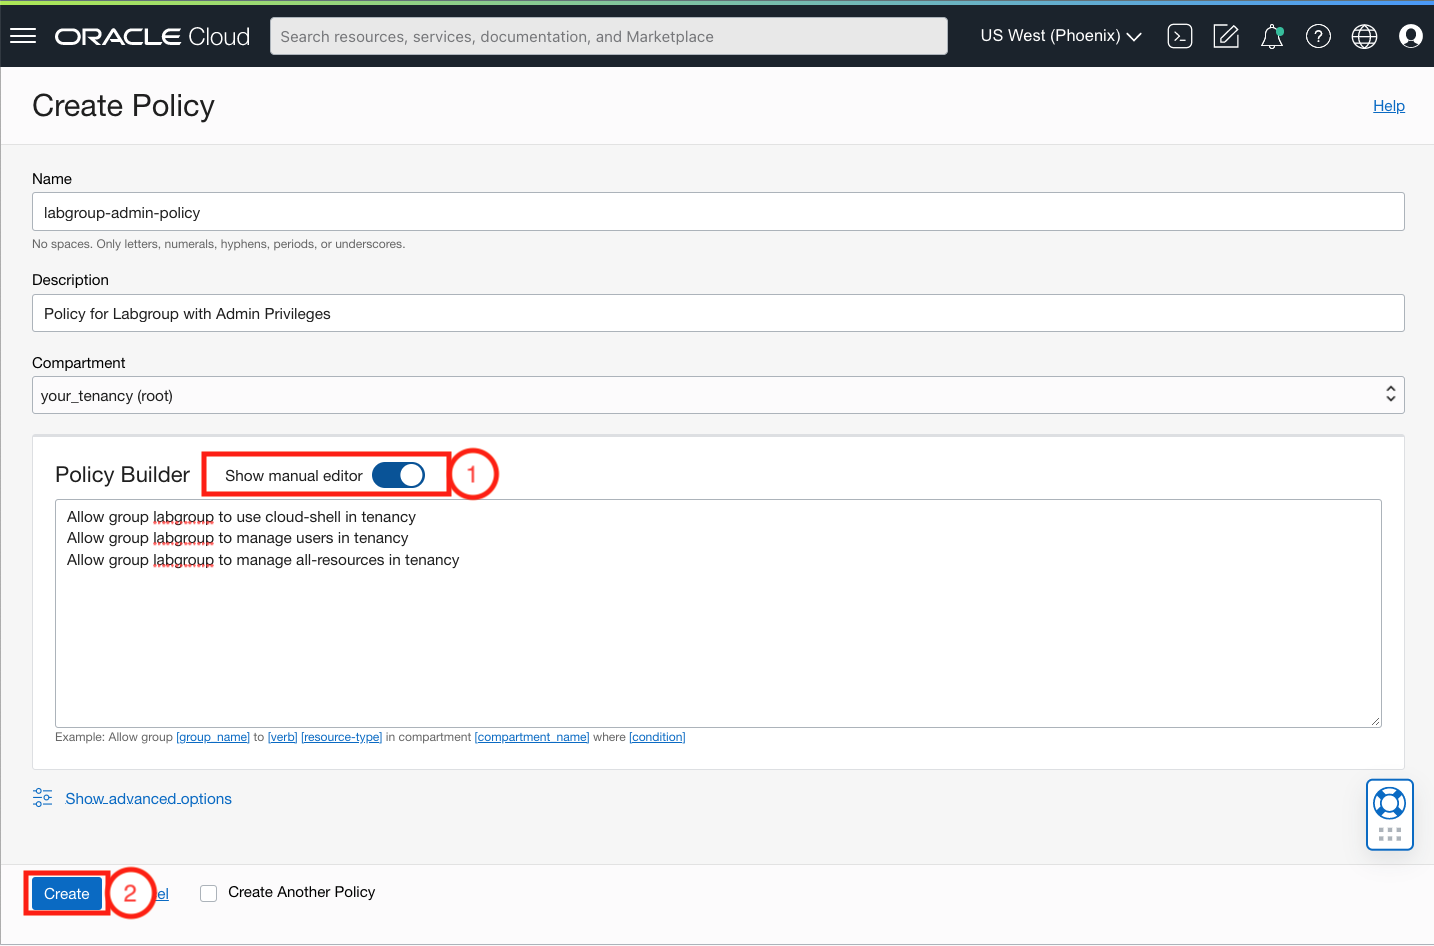 ORACLE Cloud
Search resources, services, documentation, and Marketplace
US West (Phoenix)
Create Policy
Help
Name
labgroup-admin-policy
No spaces. Only letters, numerals, hyphens, periods, or underscores.
Description
Policy for Labgroup with Admin Privileges
Compartment
your_tenancy (root)
Policy Builder Show manual editor 1
Allow group labgroup to use cloud-shell in tenancy
Allow group labgroup to manage users in tenancy
Allow group labgroup to manage all-resources in tenancy
Example: Allow group [group_name] to [verb] [resource-type] in compartment [compartment_name] where [condition]
Show advanced options
Create 2 el Create Another Policy